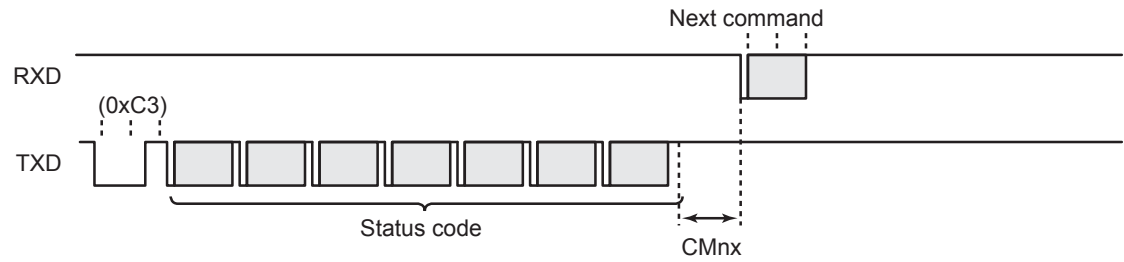 Next command
RXD
(0xC3)
TXD
Status code
CMnx